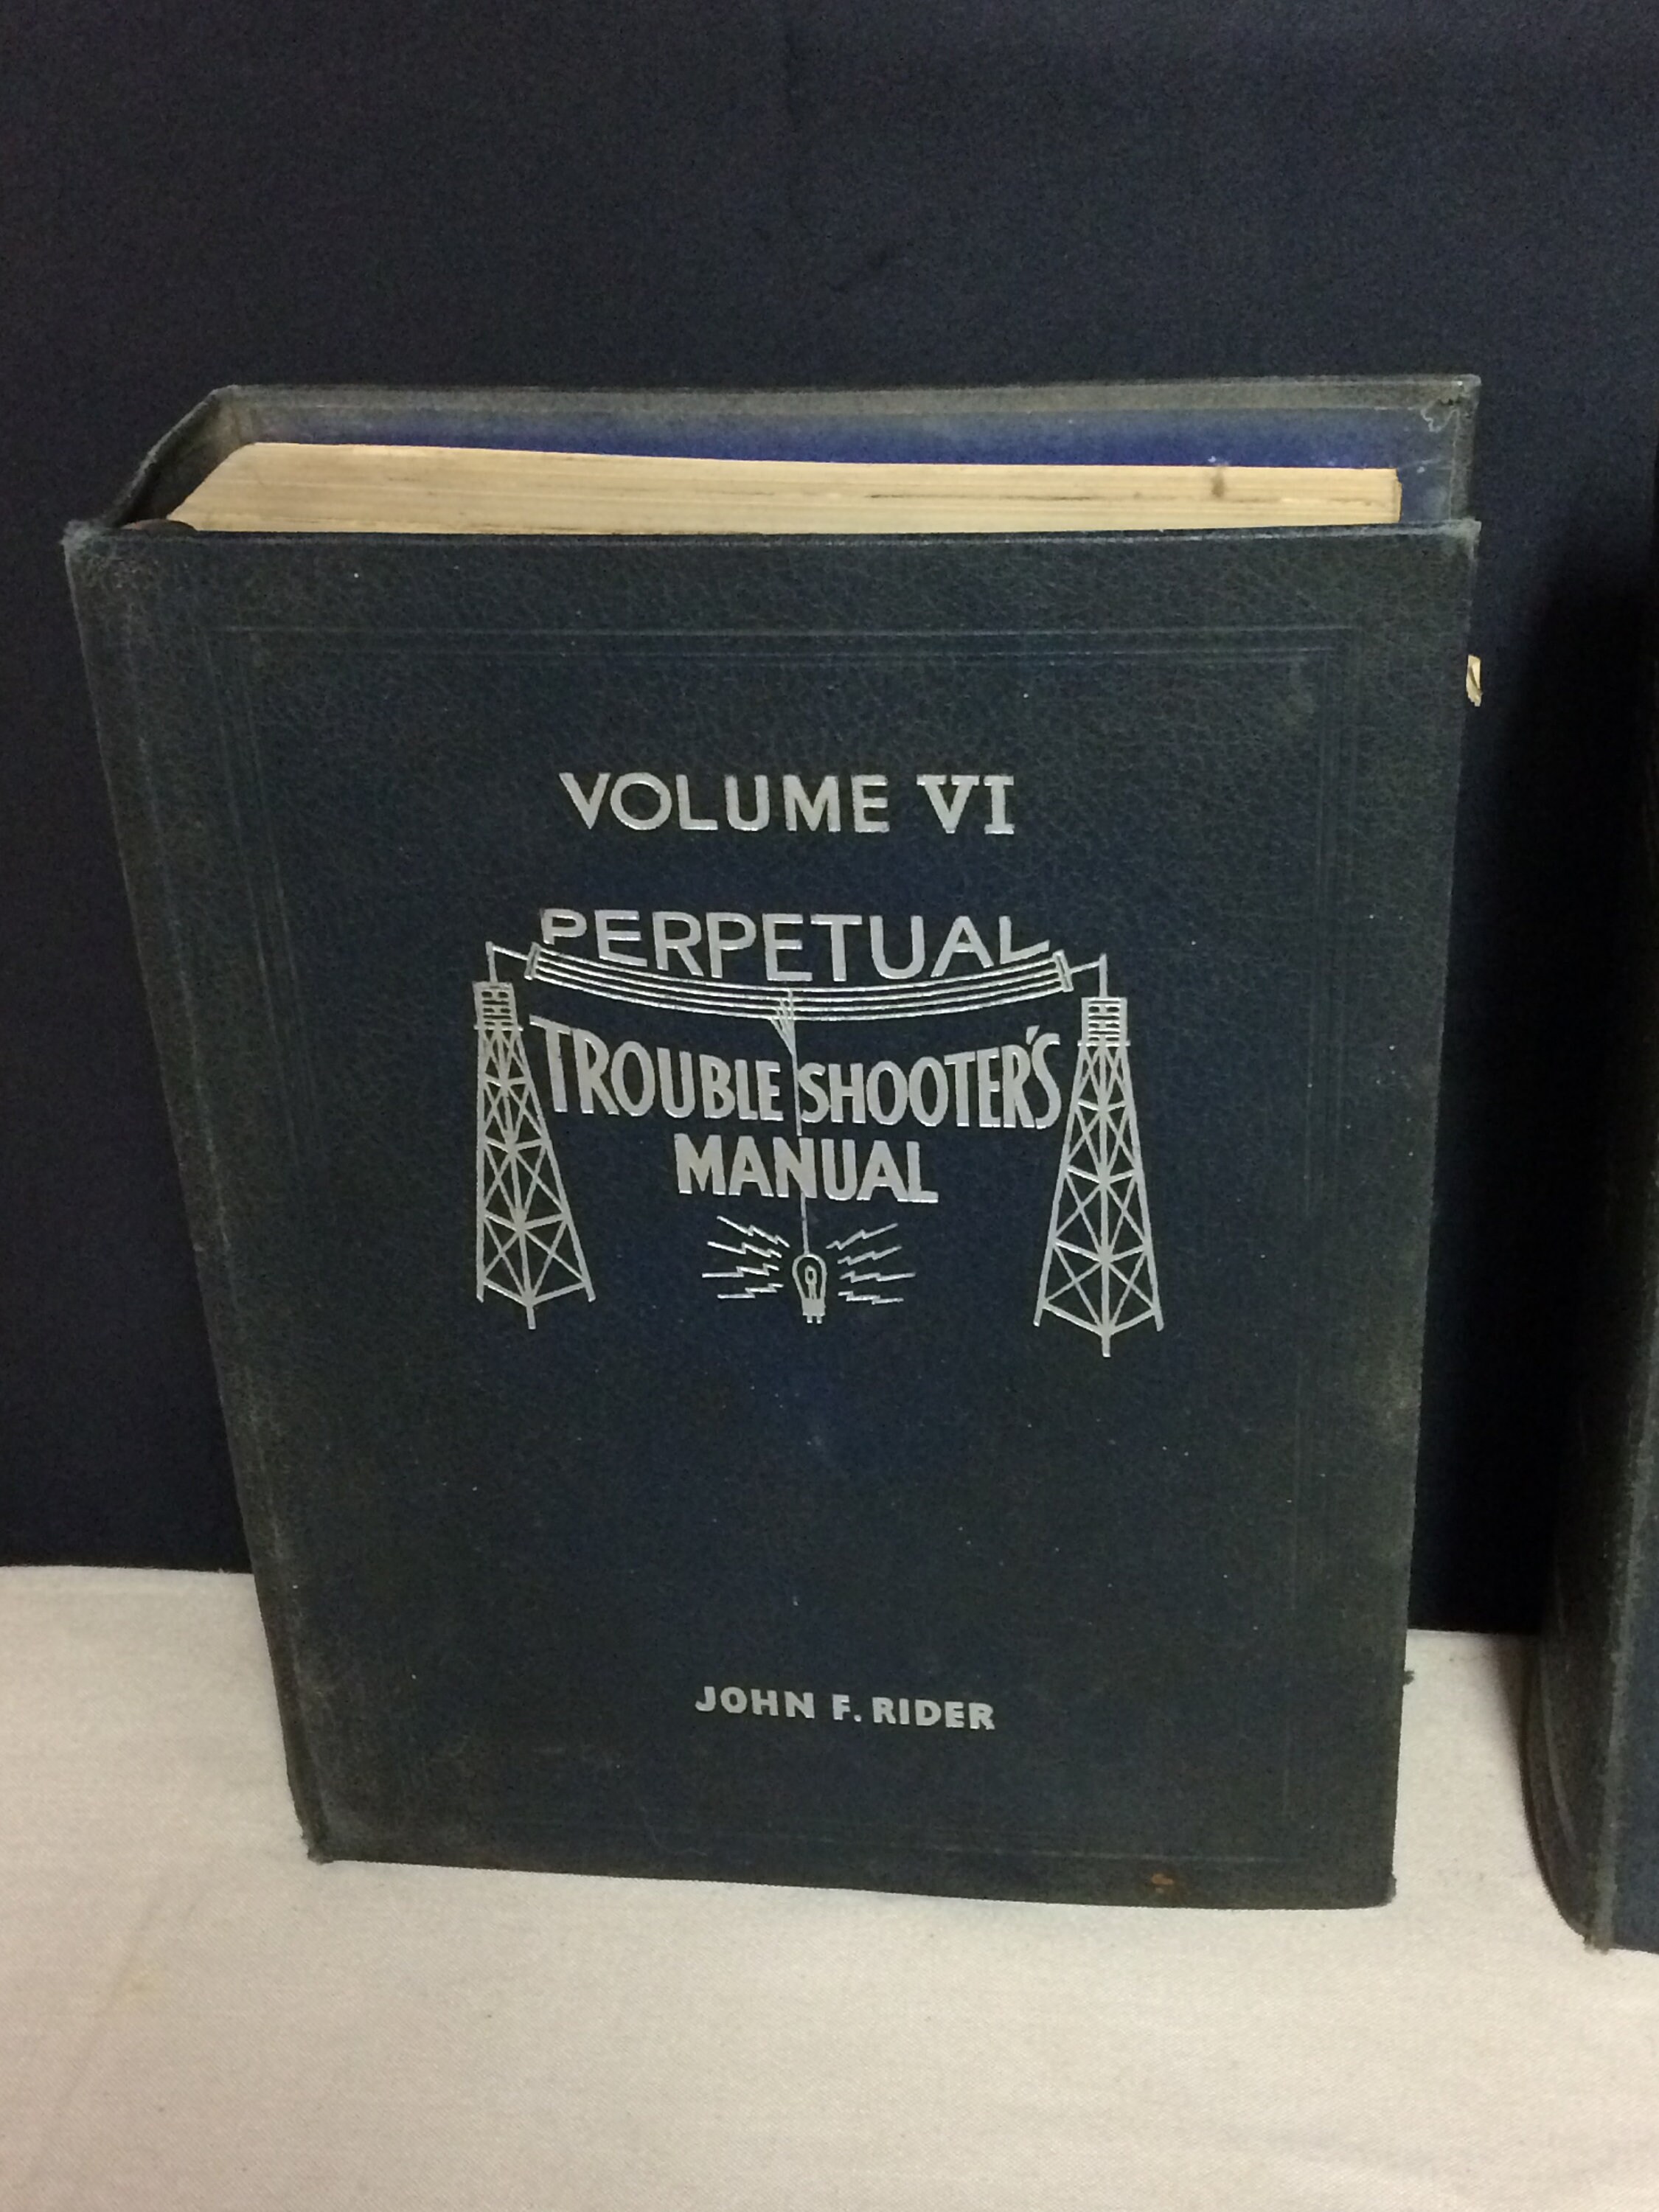 VOLUME VI
PERPETUAL
TROUBLE SHOOTER'S
MANUAL
JOHN F. RIDER